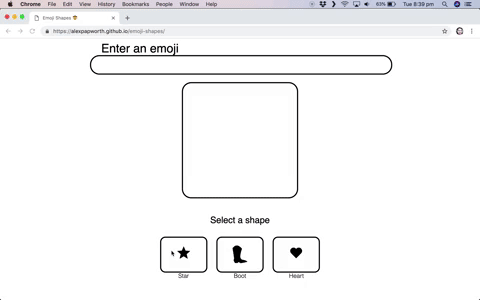 Chrome File Edit View History Bookmarks People Window Help 63% Tue 8:39 pm
Emoji Shapes
https://alexpapworth.github.io/emoji-shapes/
Enter an emoji
Select a shape
Star Boot Heart